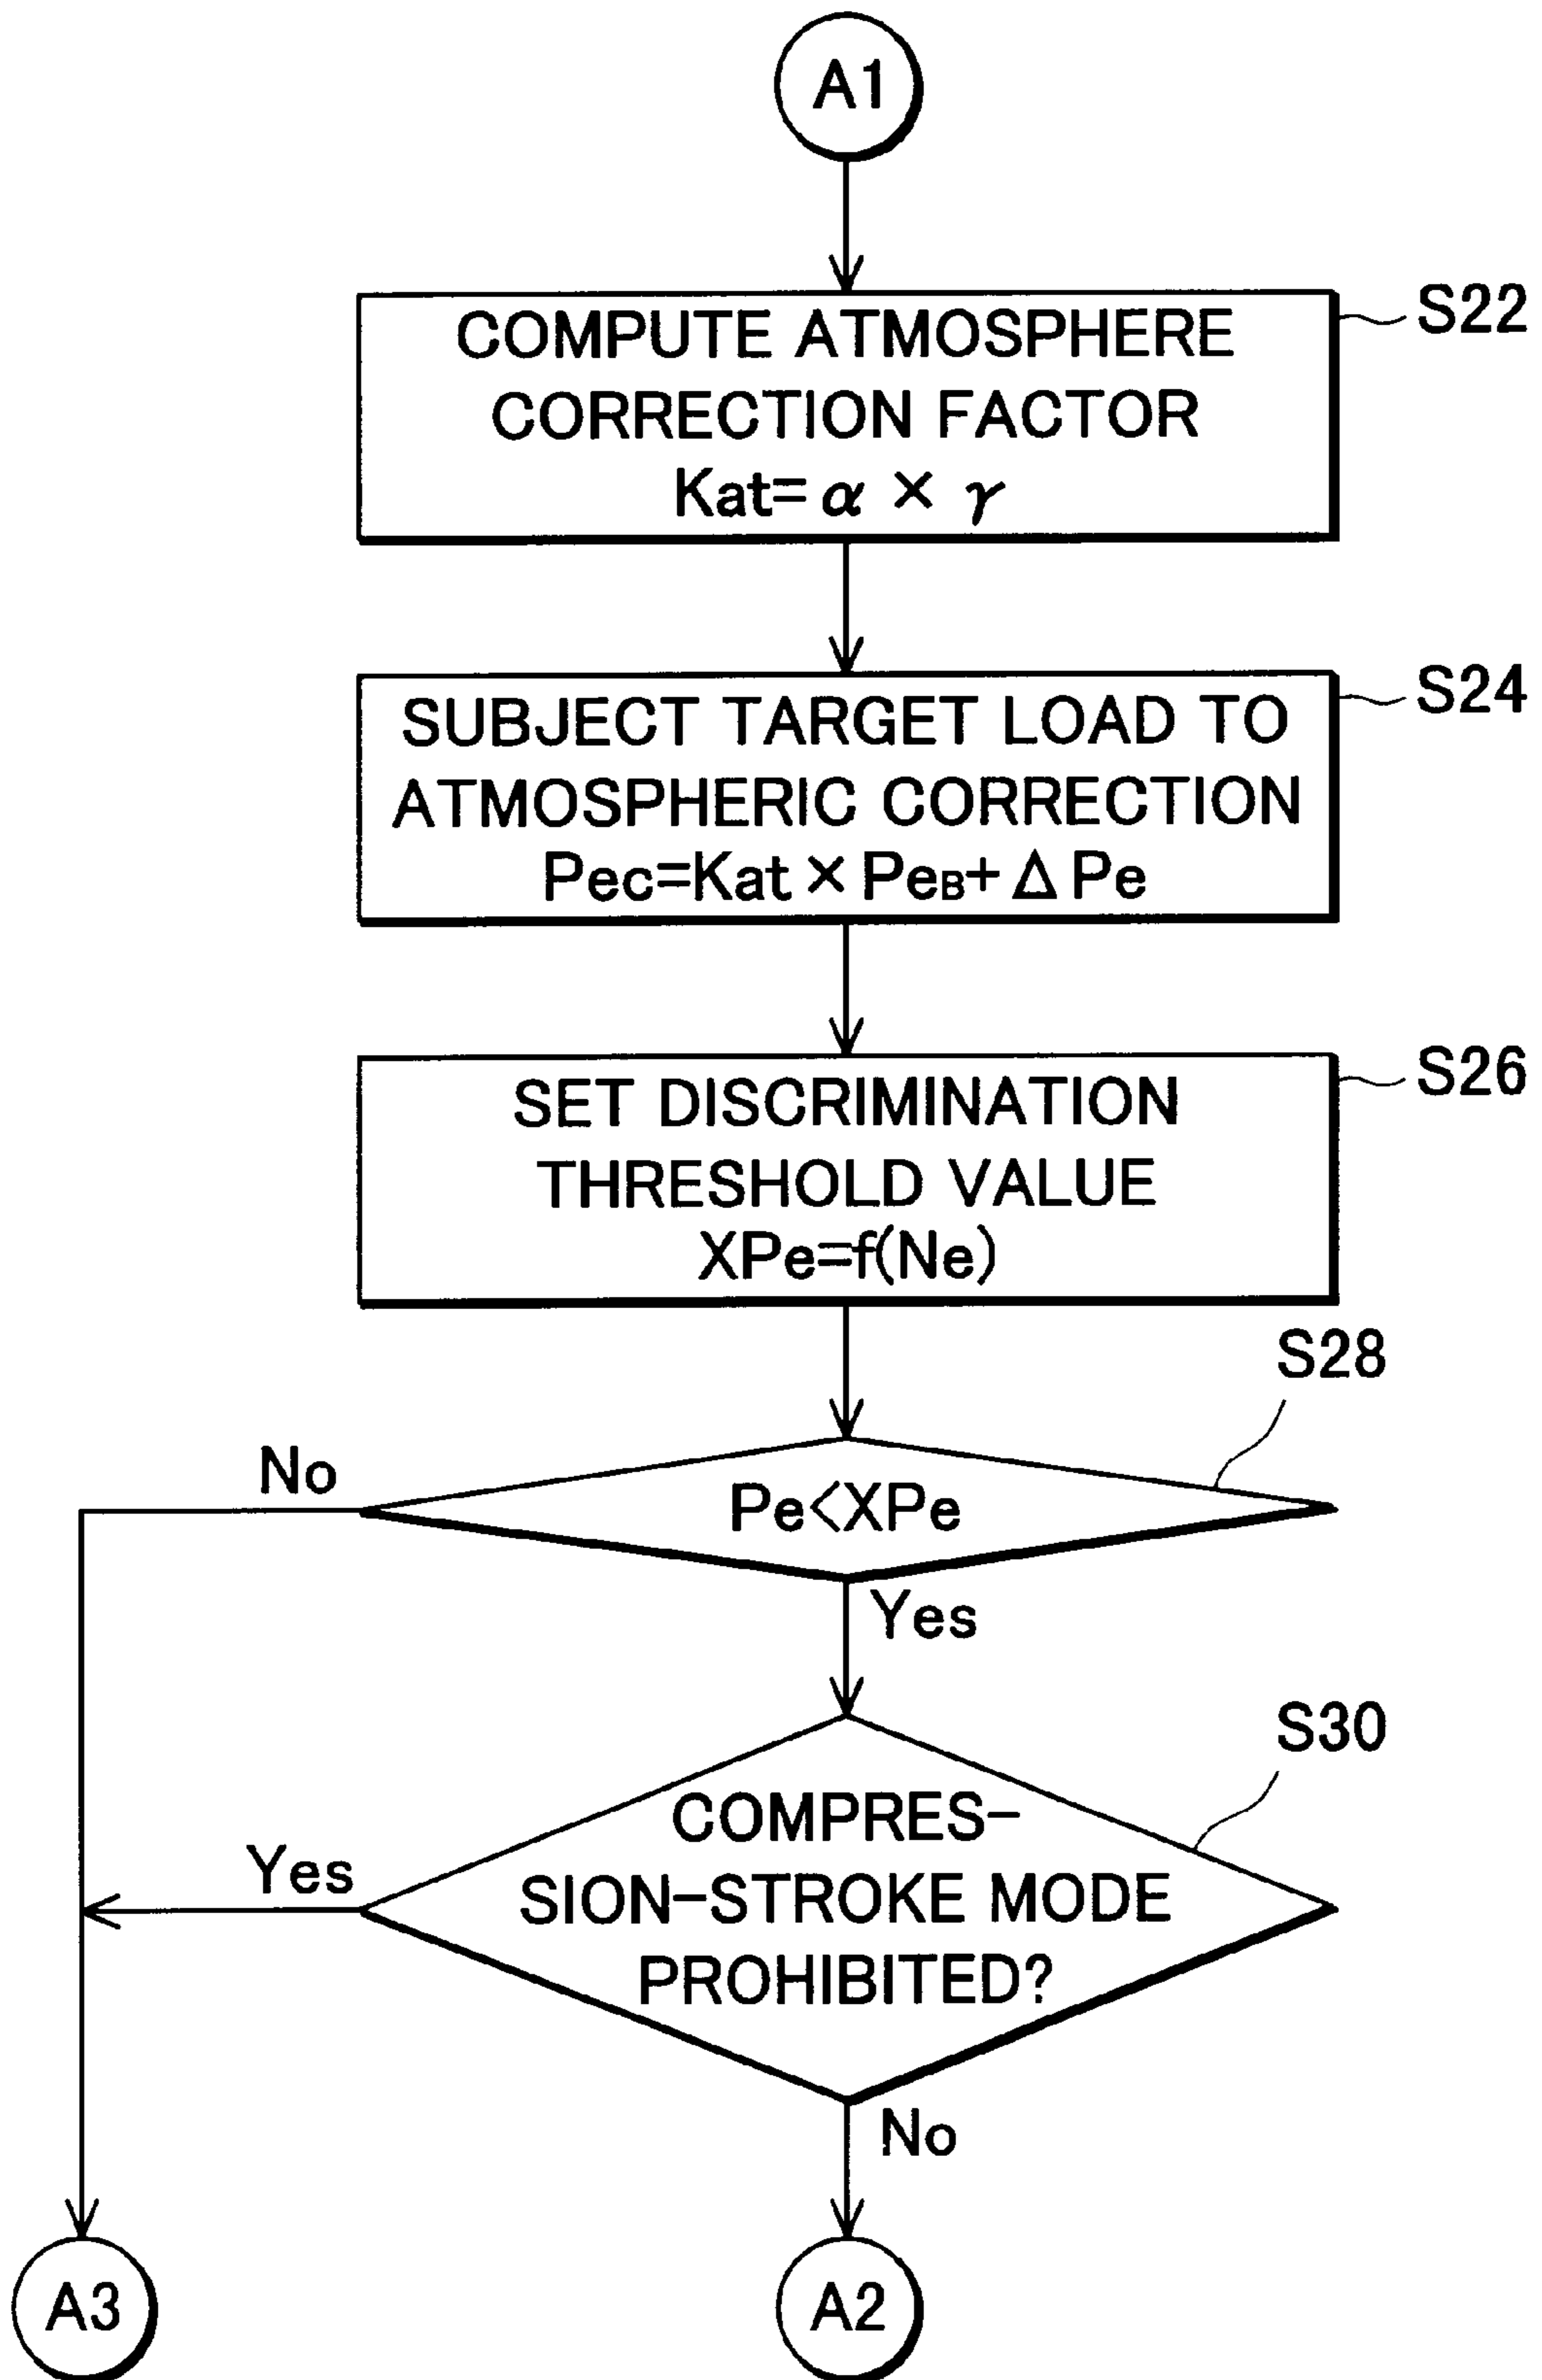 A1
COMPUTE ATMOSPHERE
CORRECTION FACTOR
Kat=α×γ
S22
SUBJECT TARGET LOAD TO
ATMOSPHERIC CORRECTION
Pec=Kat×PeB+ΔPe
S24
SET DISCRIMINATION
THRESHOLD VALUE
XPe=f(Ne)
S26
S28
No
Pe<XPe
Yes
S30
COMPRES-
SION-STROKE MODE
PROHIBITED?
Yes
No
A3
A2